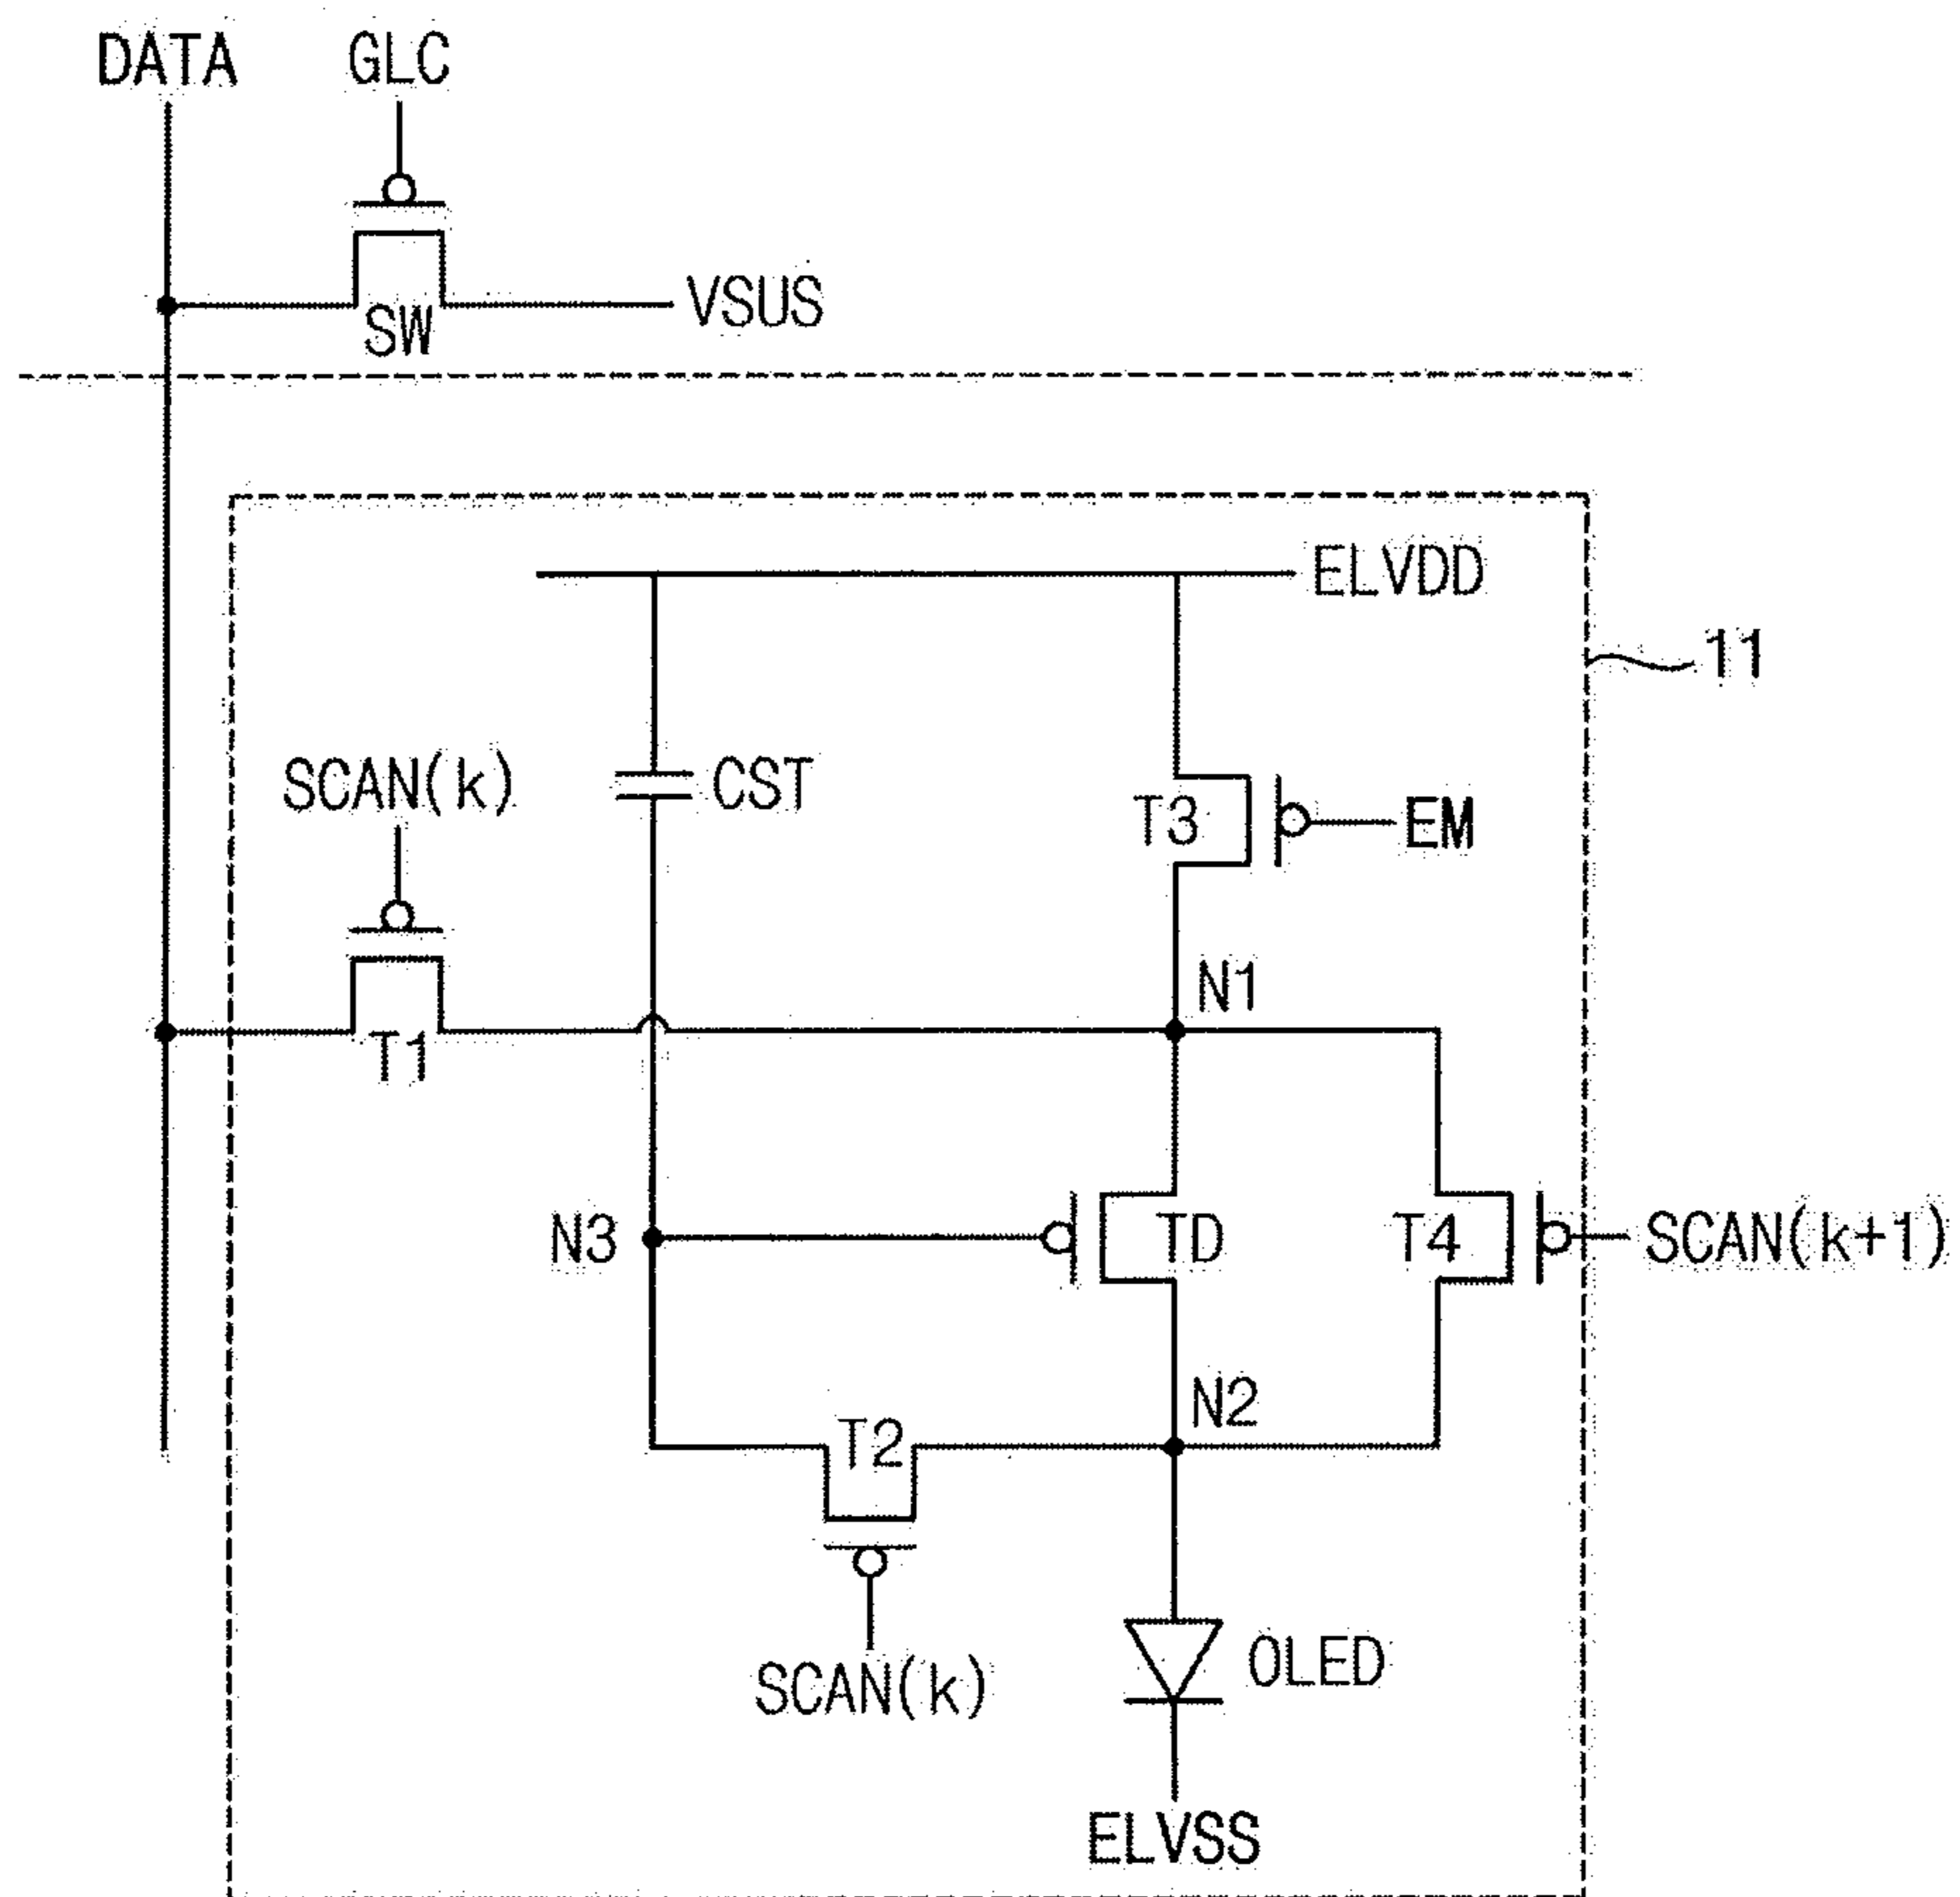 DATA
GLC
SW
VSUS
ELVDD
11
SCAN(k)
CST
T3
EM
T1
N1
N3
TD
T4
SCAN(k+1)
T2
N2
SCAN(k)
OLED
ELVSS